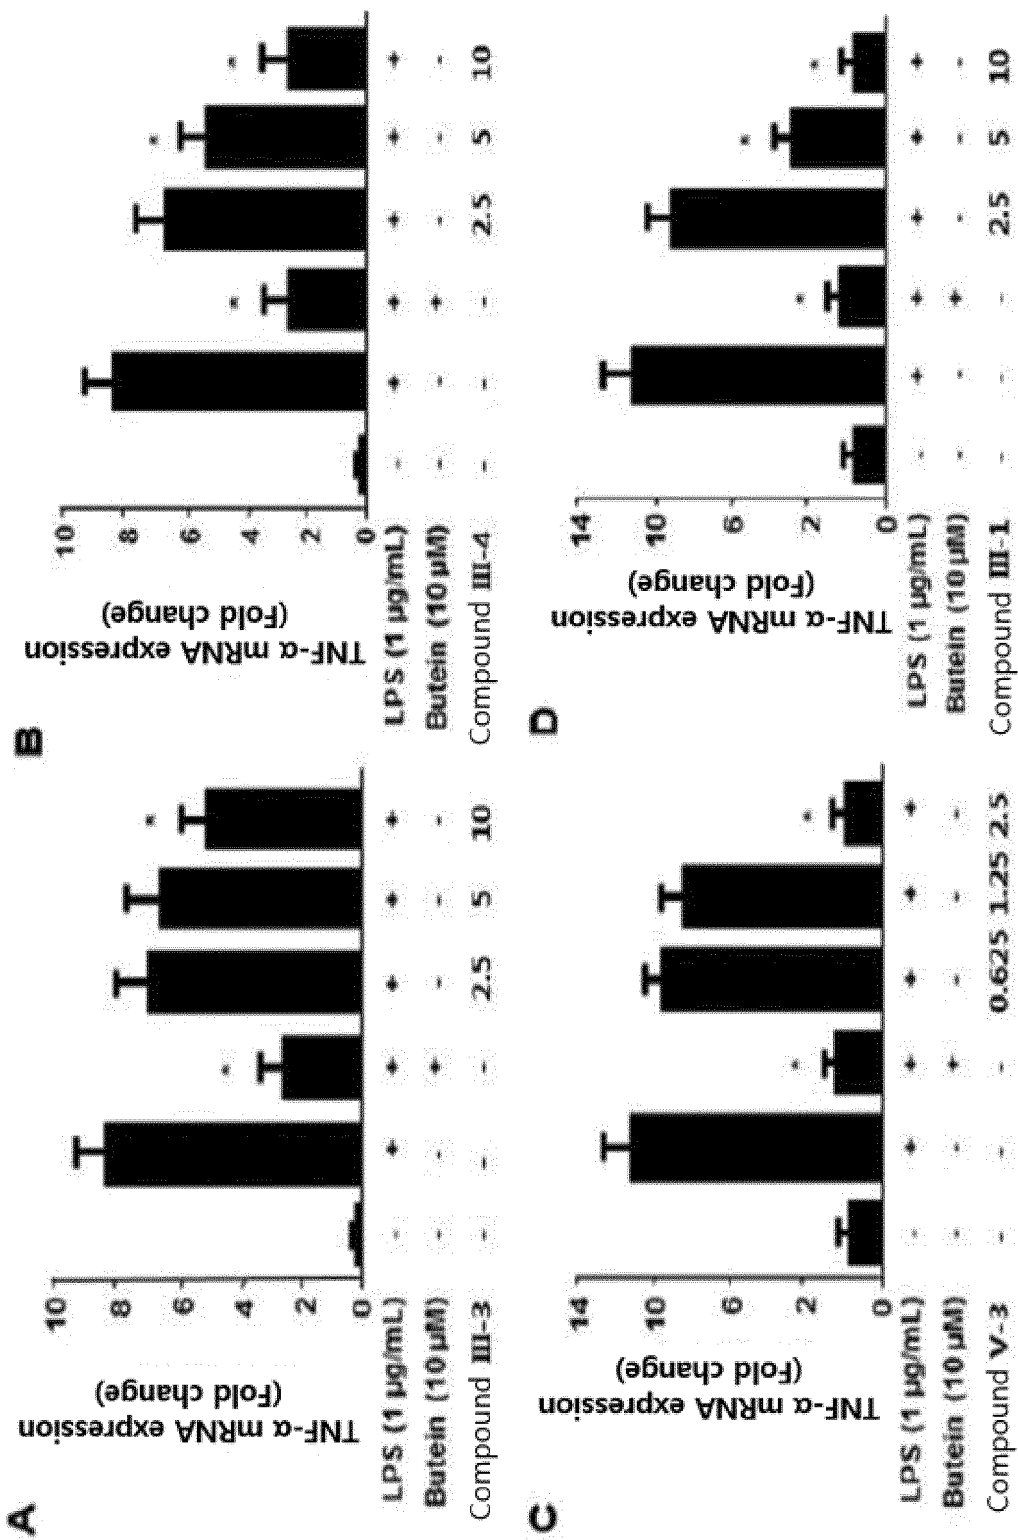 A
TNF-α mRNA expression
(Fold change)
10
8
6
4
2
0
*
*
LPS (1 µg/mL) - + + + + +
Butein (10 µM) - - + - - -
Compound III-3 - - - 2.5 5 10
B
TNF-α mRNA expression
(Fold change)
10
8
6
4
2
0
*
*
*
LPS (1 µg/mL) - + + + + +
Butein (10 µM) - - + - - -
Compound III-4 - - - 2.5 5 10
C
TNF-α mRNA expression
(Fold change)
14
10
6
2
0
*
*
LPS (1 µg/mL) - + + + + +
Butein (10 µM) - - + - - -
Compound V-3 - - - 0.625 1.25 2.5
D
TNF-α mRNA expression
(Fold change)
14
10
6
2
0
*
*
*
LPS (1 µg/mL) - + + + + +
Butein (10 µM) - - + - - -
Compound III-1 - - - 2.5 5 10